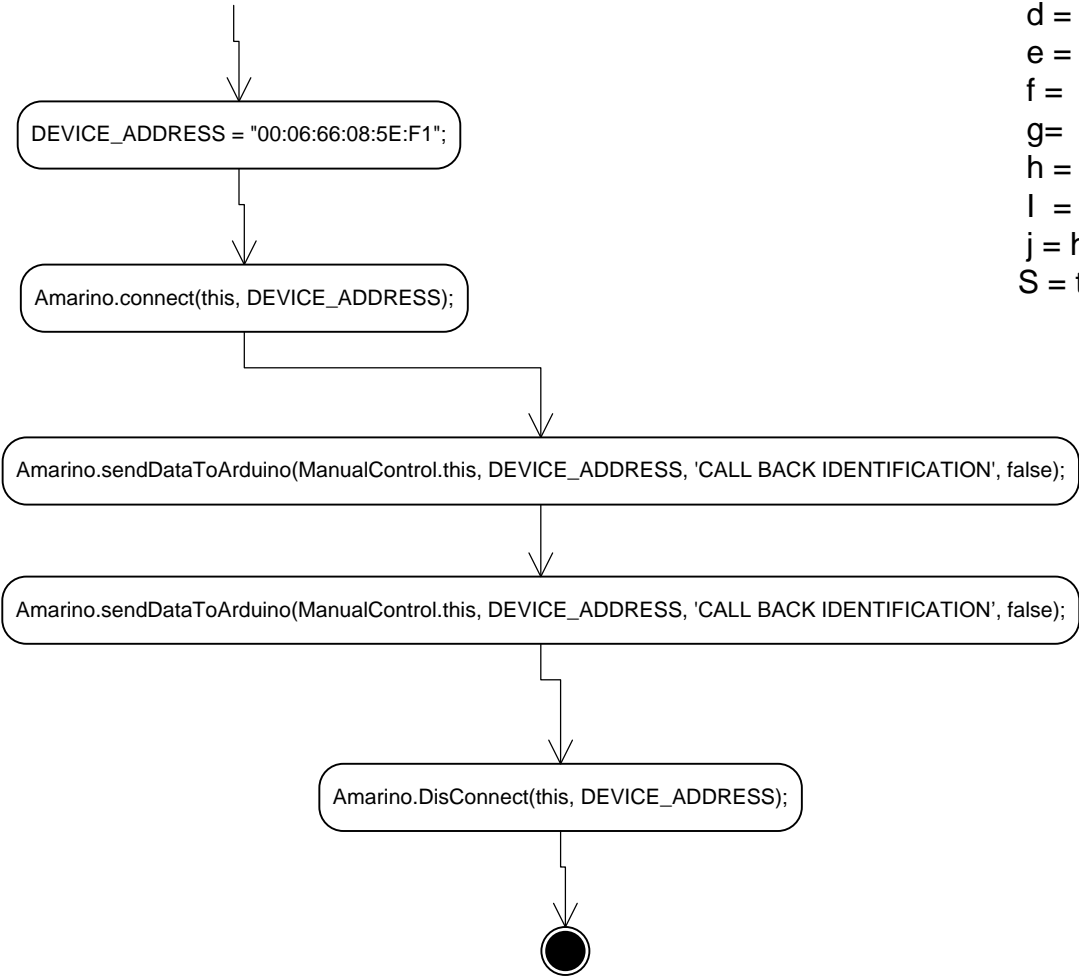 d =
e =
f =
g=
h =
I =
j =
S =
DEVICE_ADDRESS = "00:06:66:08:5E:F1";
Amarino.connect(this, DEVICE_ADDRESS);
Amarino.sendDataToArduino(ManualControl.this, DEVICE_ADDRESS, 'CALL BACK IDENTIFICATION', false);
Amarino.sendDataToArduino(ManualControl.this, DEVICE_ADDRESS, 'CALL BACK IDENTIFICATION’, false);
Amarino.DisConnect(this, DEVICE_ADDRESS);